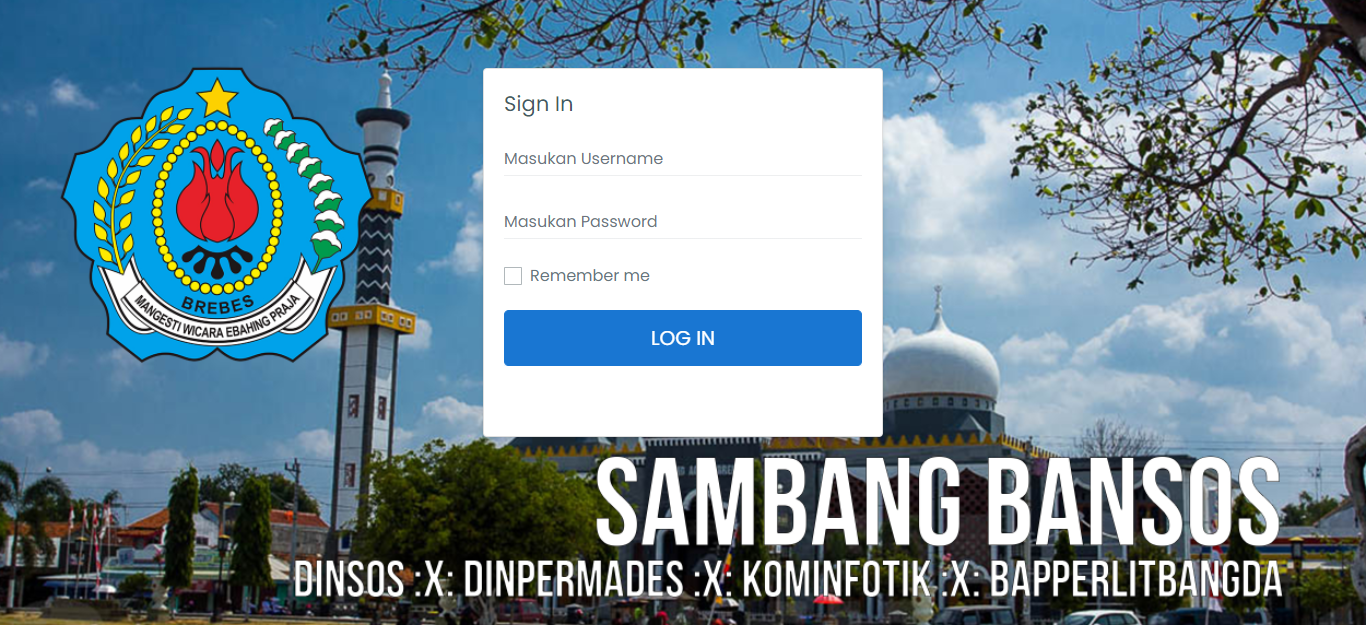 BREBES
MANGESTI WICARA EBAHING PRAJA
Sign In
Masukan Username
Masukan Password
Remember me
LOG IN
SAMBANG BANSOS
DINSOS :X: DINPERMADES :X: KOMINFOTIK :X: BAPPERLITBANGDA